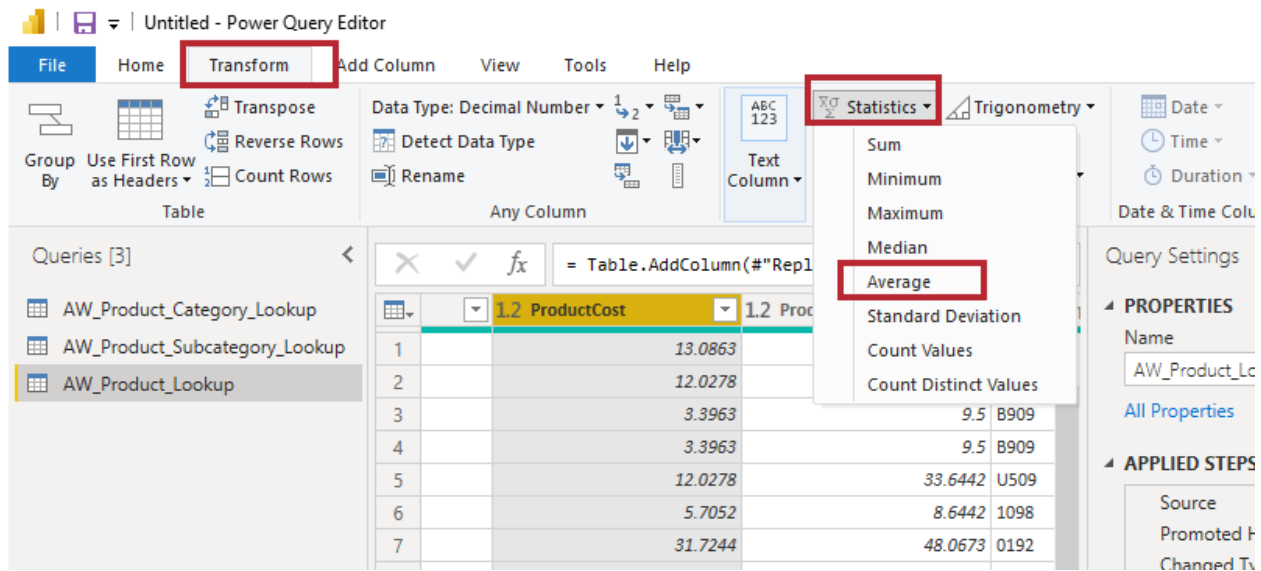 Untitled - Power Query Editor
File Home Transform Add Column View Tools Help
Group By
Use First Row as Headers
Transpose
Reverse Rows
Count Rows
Table
Data Type: Decimal Number
Detect Data Type
Rename
Any Column
ABC 123
Text Column
Statistics
Trigonometry
Sum
Minimum
Maximum
Median
Average
Standard Deviation
Count Values
Count Distinct Values
Date
Time
Duration
Date & Time Colu
Queries [3]
AW_Product_Category_Lookup
AW_Product_Subcategory_Lookup
AW_Product_Lookup
fx = Table.AddColumn(#"Repl
1.2 ProductCost 1.2 Proc
1 13.0863
2 12.0278
3 3.3963 9.5 B909
4 3.3963 9.5 B909
5 12.0278 33.6442 U509
6 5.7052 8.6442 1098
7 31.7244 48.0673 0192
Query Settings
PROPERTIES
Name
AW_Product_Lo
All Properties
APPLIED STEPS
Source
Promoted H
Changed Ty